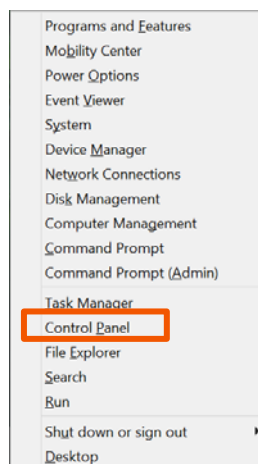 Programs and Features
Mobility Center
Power Options
Event Viewer
System
Device Manager
Network Connections
Disk Management
Computer Management
Command Prompt
Command Prompt (Admin)
Task Manager
Control Panel
File Explorer
Search
Run
Shut down or sign out
Desktop